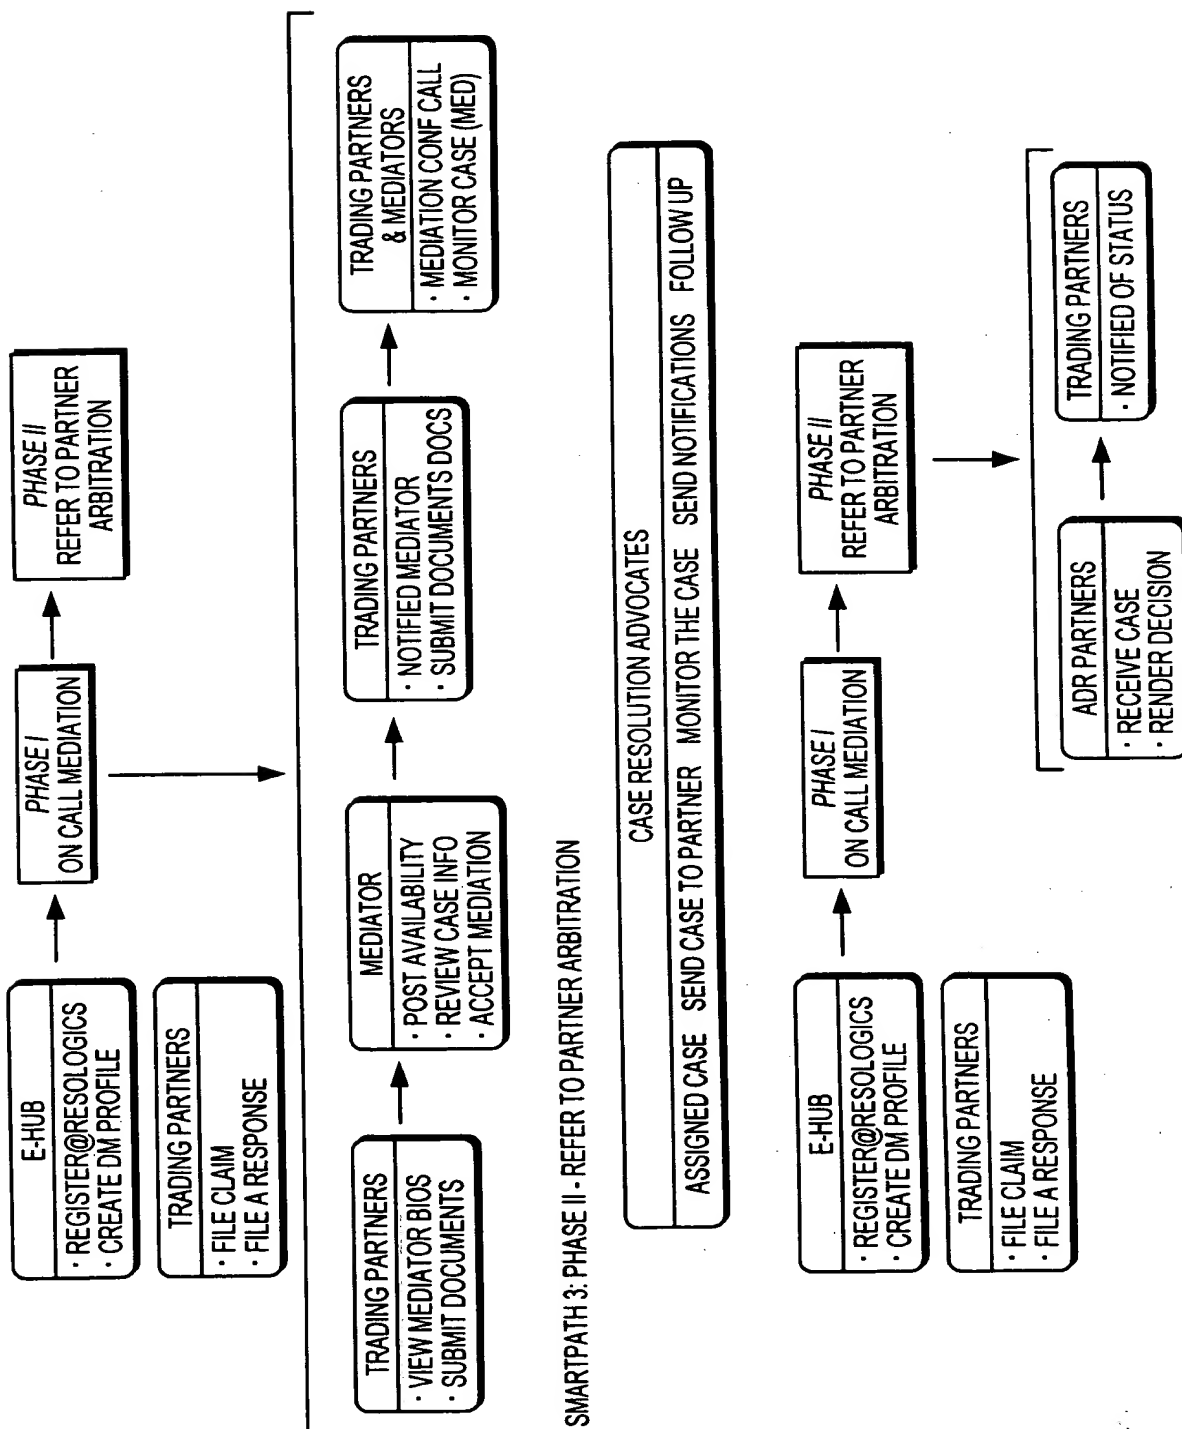 E-HUB
· REGISTER@RESOLOGICS
· CREATE DM PROFILE
TRADING PARTNERS
· FILE CLAIM
· FILE A RESPONSE
PHASE I
ON CALL MEDIATION
PHASE II
REFER TO PARTNER
ARBITRATION
TRADING PARTNERS
· VIEW MEDIATOR BIOS
· SUBMIT DOCUMENTS
MEDIATOR
· POST AVAILABILITY
· REVIEW CASE INFO
· ACCEPT MEDIATION
TRADING PARTNERS
· NOTIFIED MEDIATOR
· SUBMIT DOCUMENTS DOCS
TRADING PARTNERS
& MEDIATORS
· MEDIATION CONF CALL
· MONITOR CASE (MED)
SMARTPATH 3: PHASE II - REFER TO PARTNER ARBITRATION
CASE RESOLUTION ADVOCATES
ASSIGNED CASE SEND CASE TO PARTNER MONITOR THE CASE SEND NOTIFICATIONS FOLLOW UP
E-HUB
· REGISTER@RESOLOGICS
· CREATE DM PROFILE
TRADING PARTNERS
· FILE CLAIM
· FILE A RESPONSE
PHASE I
ON CALL MEDIATION
PHASE II
REFER TO PARTNER
ARBITRATION
ADR PARTNERS
· RECEIVE CASE
· RENDER DECISION
TRADING PARTNERS
· NOTIFIED OF STATUS